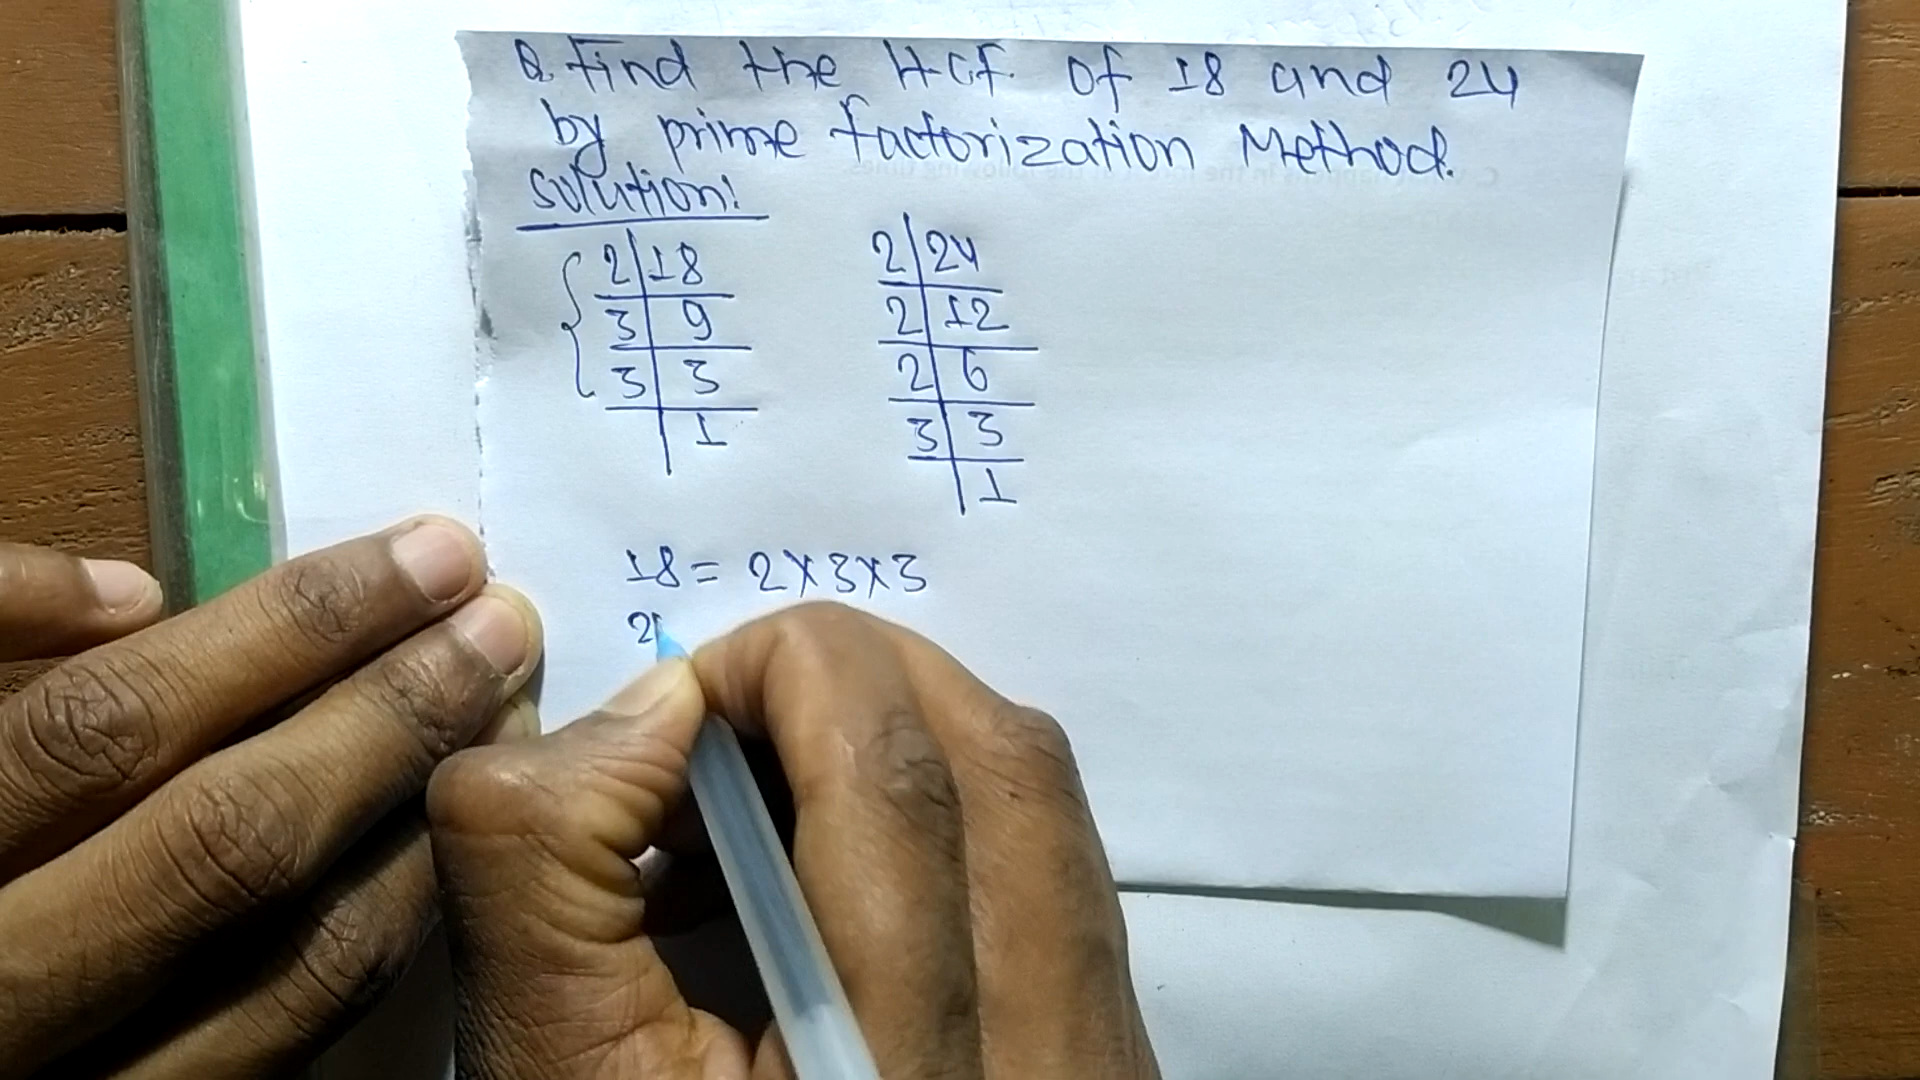 Q. Find the H.C.F. of 18 and 24
by prime factorization Method.
Solution:
2 | 18
3 | 9
3 | 3
1
2 | 24
2 | 12
2 | 6
3 | 3
1
18 = 2 × 3 × 3
2